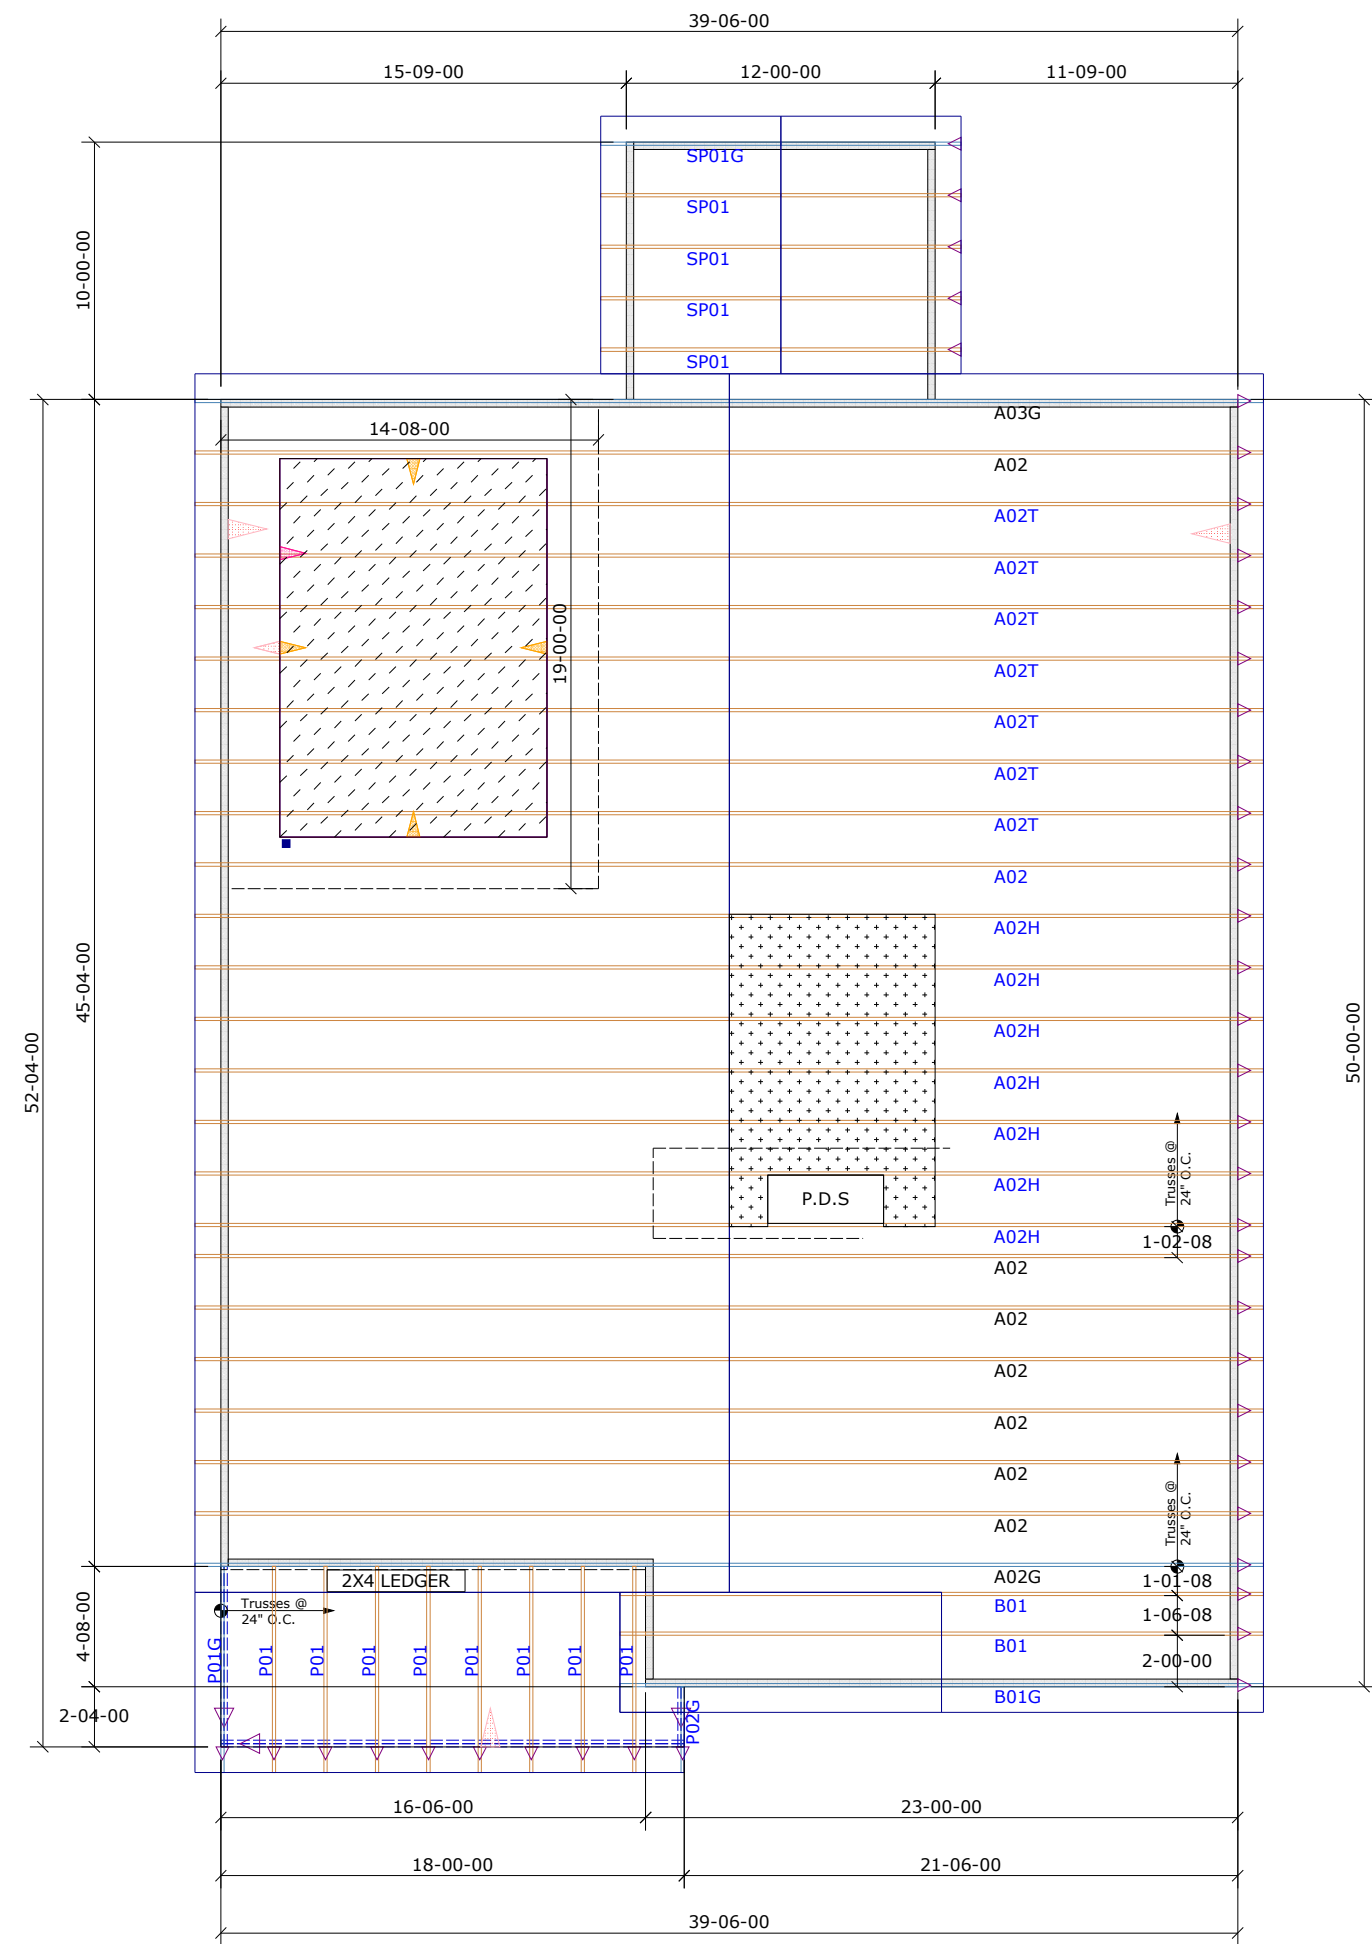 39-06-00
15-09-00
12-00-00
11-09-00
SP01G
SP01
SP01
SP01
SP01
10-00-00
A03G
14-08-00
A02
A02T
A02T
19-00-00
A02T
A02T
A02T
A02T
A02T
A02
A02H
A02H
A02H
A02H
A02H
A02H
A02H
P.D.S
Trusses @
24" O.C.
1-02-08
52-04-00
45-04-00
50-00-00
A02
A02
A02
A02
A02
A02
Trusses @
24" O.C.
A02G
1-01-08
2X4 LEDGER
B01
1-06-08
Trusses @
24" O.C.
4-08-00
P01G
P01
P01
P01
P01
P01
P01
P01
P01
B01
2-00-00
B01G
P02G
2-04-00
16-06-00
23-00-00
18-00-00
21-06-00
39-06-00